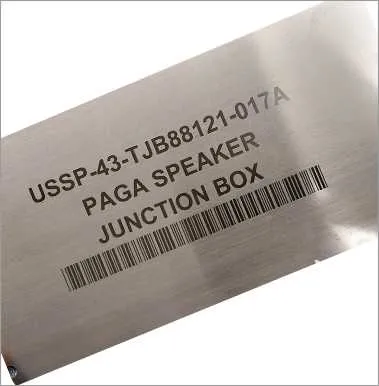 USSP-43-TJB88121-017A
PAGA SPEAKER
JUNCTION BOX